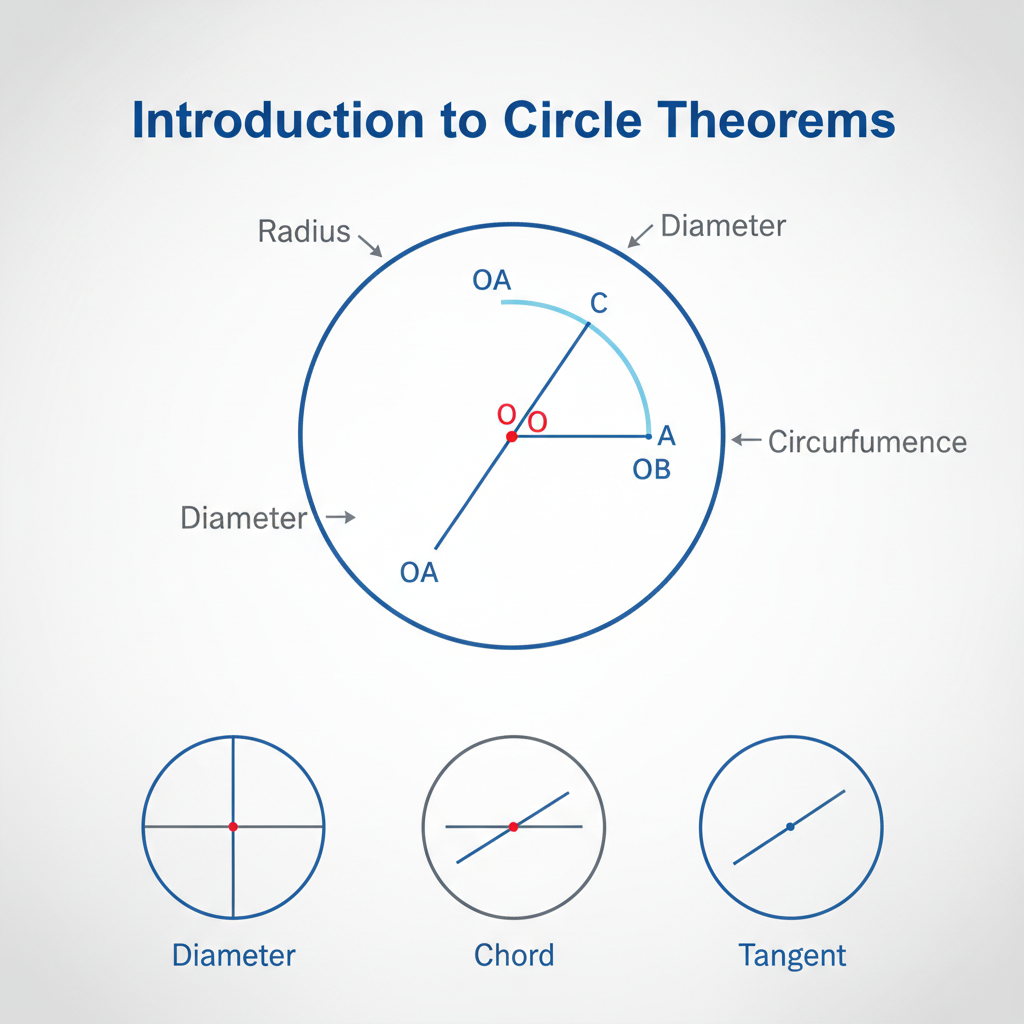 Introduction to Circle Theorems
Radius
Diameter
OA
C
O
O
A
Circurfumence
OB
Diameter
OA
Diameter
Chord
Tangent